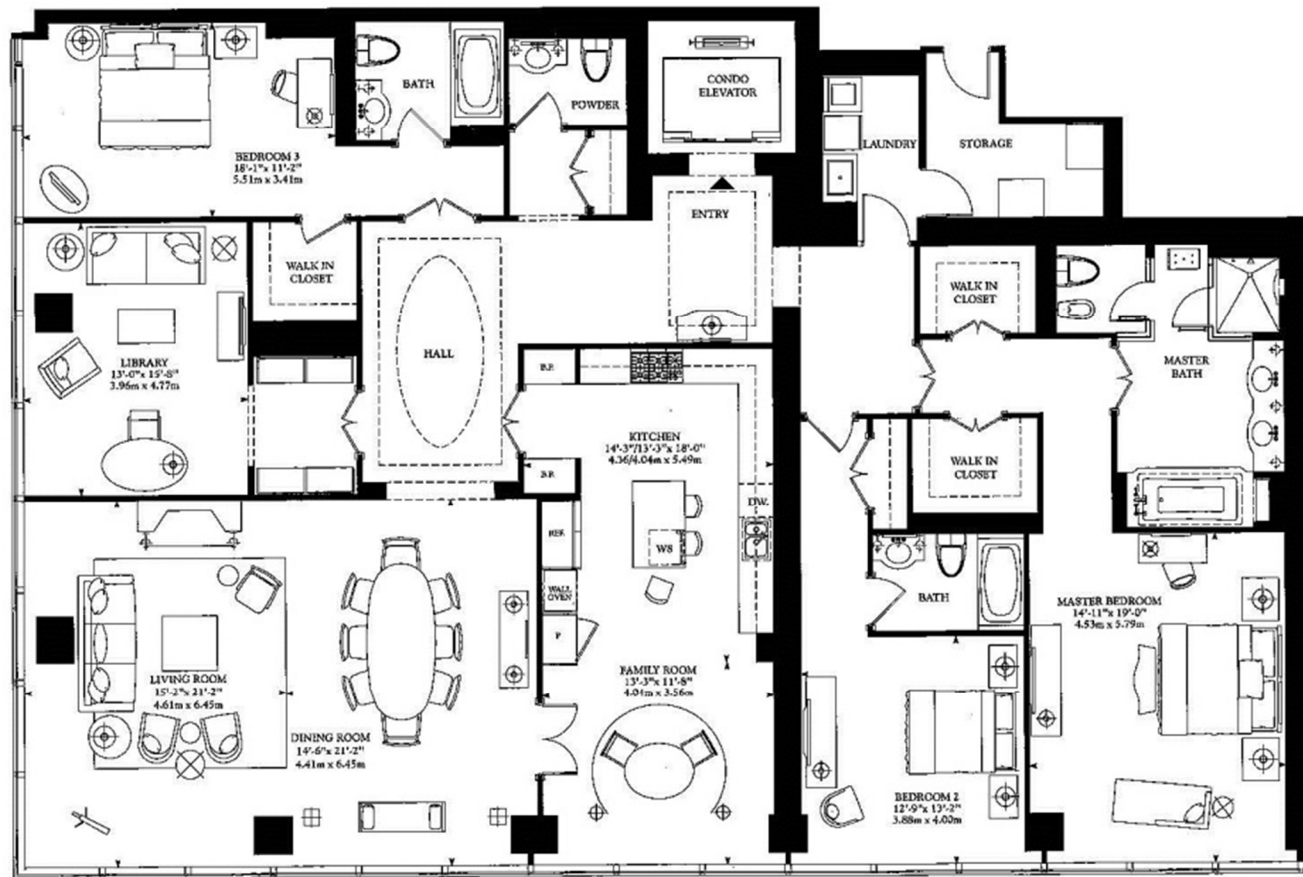 BATH
POWDER
CONDO
ELEVATOR
LAUNDRY
STORAGE
BEDROOM 3
18'-1"x 11'-2"
5.51m x 3.41m
ENTRY
WALK IN
CLOSET
WALK IN
CLOSET
HALL
LIBRARY
13'-0"x 15'-8"
3.96m x 4.77m
MASTER
BATH
KITCHEN
14'-3"/13'-3"x 18'-0"
4.36/4.04m x 5.49m
WALK IN
CLOSET
D.W.
REF.
WS
WALL
OVEN
P
BATH
MASTER BEDROOM
14'-11"x 19'-0"
4.53m x 5.79m
FAMILY ROOM
13'-3"x 11'-8"
4.04m x 3.56m
LIVING ROOM
15'-2"x 21'-2"
4.61m x 6.45m
DINING ROOM
14'-6"x 21'-2"
4.41m x 6.45m
BEDROOM 2
12'-9"x 13'-2"
3.88m x 4.00m